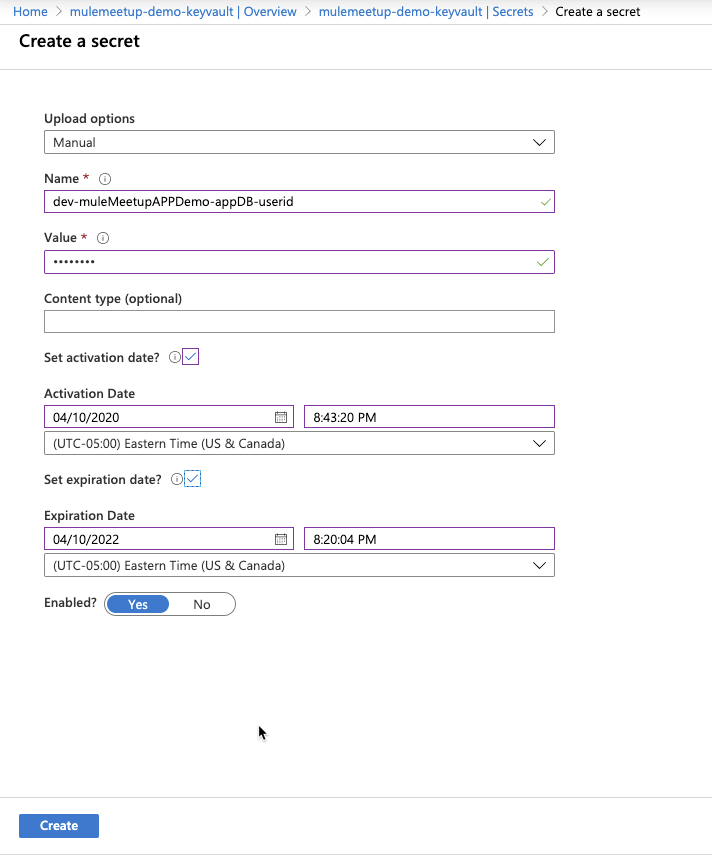 Home > mulemeetup-demo-keyvault | Overview > mulemeetup-demo-keyvault | Secrets > Create a secret
Create a secret
Upload options
Manual
Name *
dev-muleMeetupAPPDemo-appDB-userid
Value *
••••••••
Content type (optional)
Set activation date?
Activation Date
04/10/2020 8:43:20 PM
(UTC-05:00) Eastern Time (US & Canada)
Set expiration date?
Expiration Date
04/10/2022 8:20:04 PM
(UTC-05:00) Eastern Time (US & Canada)
Enabled? Yes No
Create